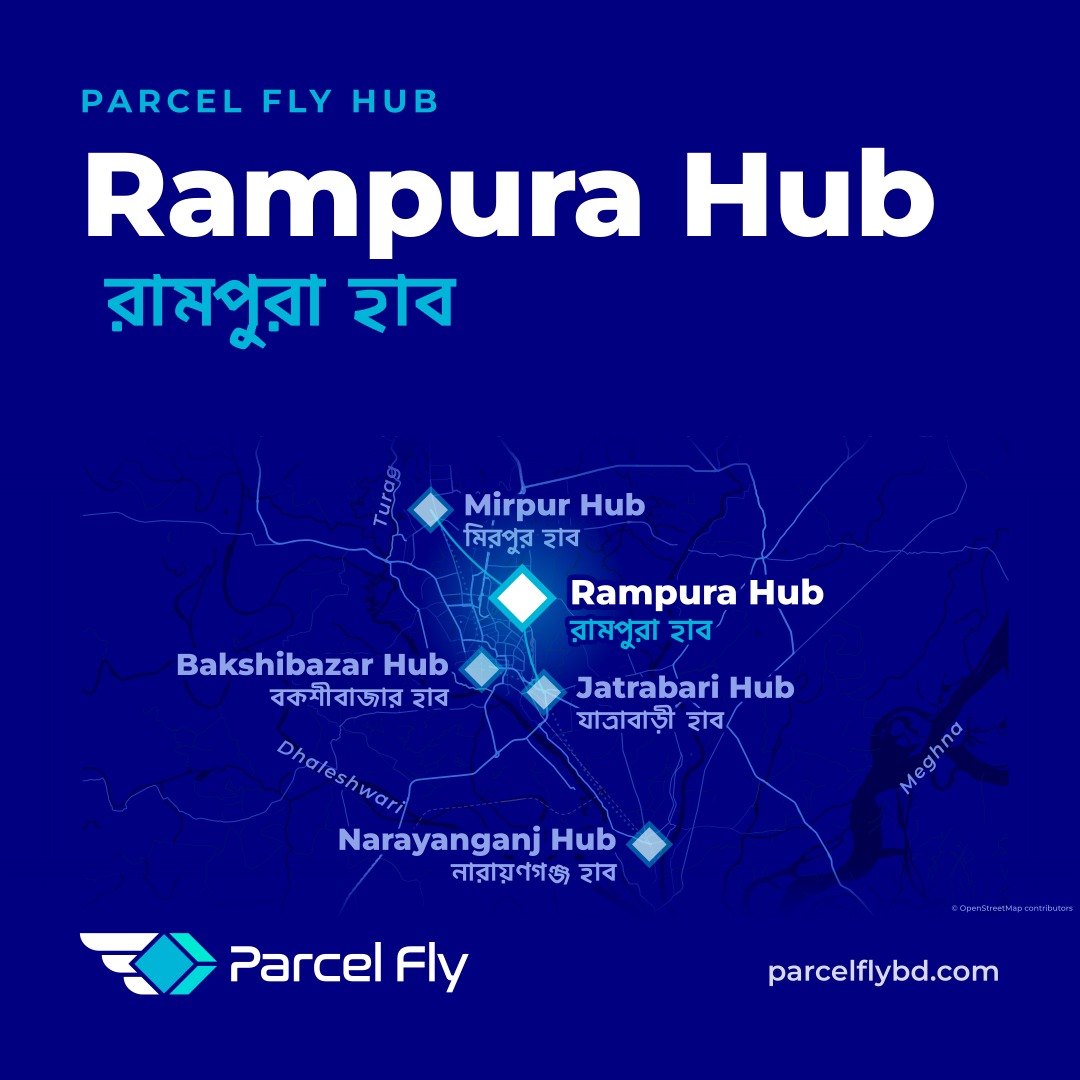 PARCEL FLY HUB
Rampura Hub
রামপুরা হাব
Turag
Mirpur Hub
মিরপুর হাব
Rampura Hub
রামপুরা হাব
Bakshibazar Hub
বকশীবাজার হাব
Jatrabari Hub
যাত্রাবাড়ী হাব
Dhaleshwari
Meghna
Narayanganj Hub
নারায়ণগঞ্জ হাব
© OpenStreetMap contributors
Parcel Fly
parcelflybd.com